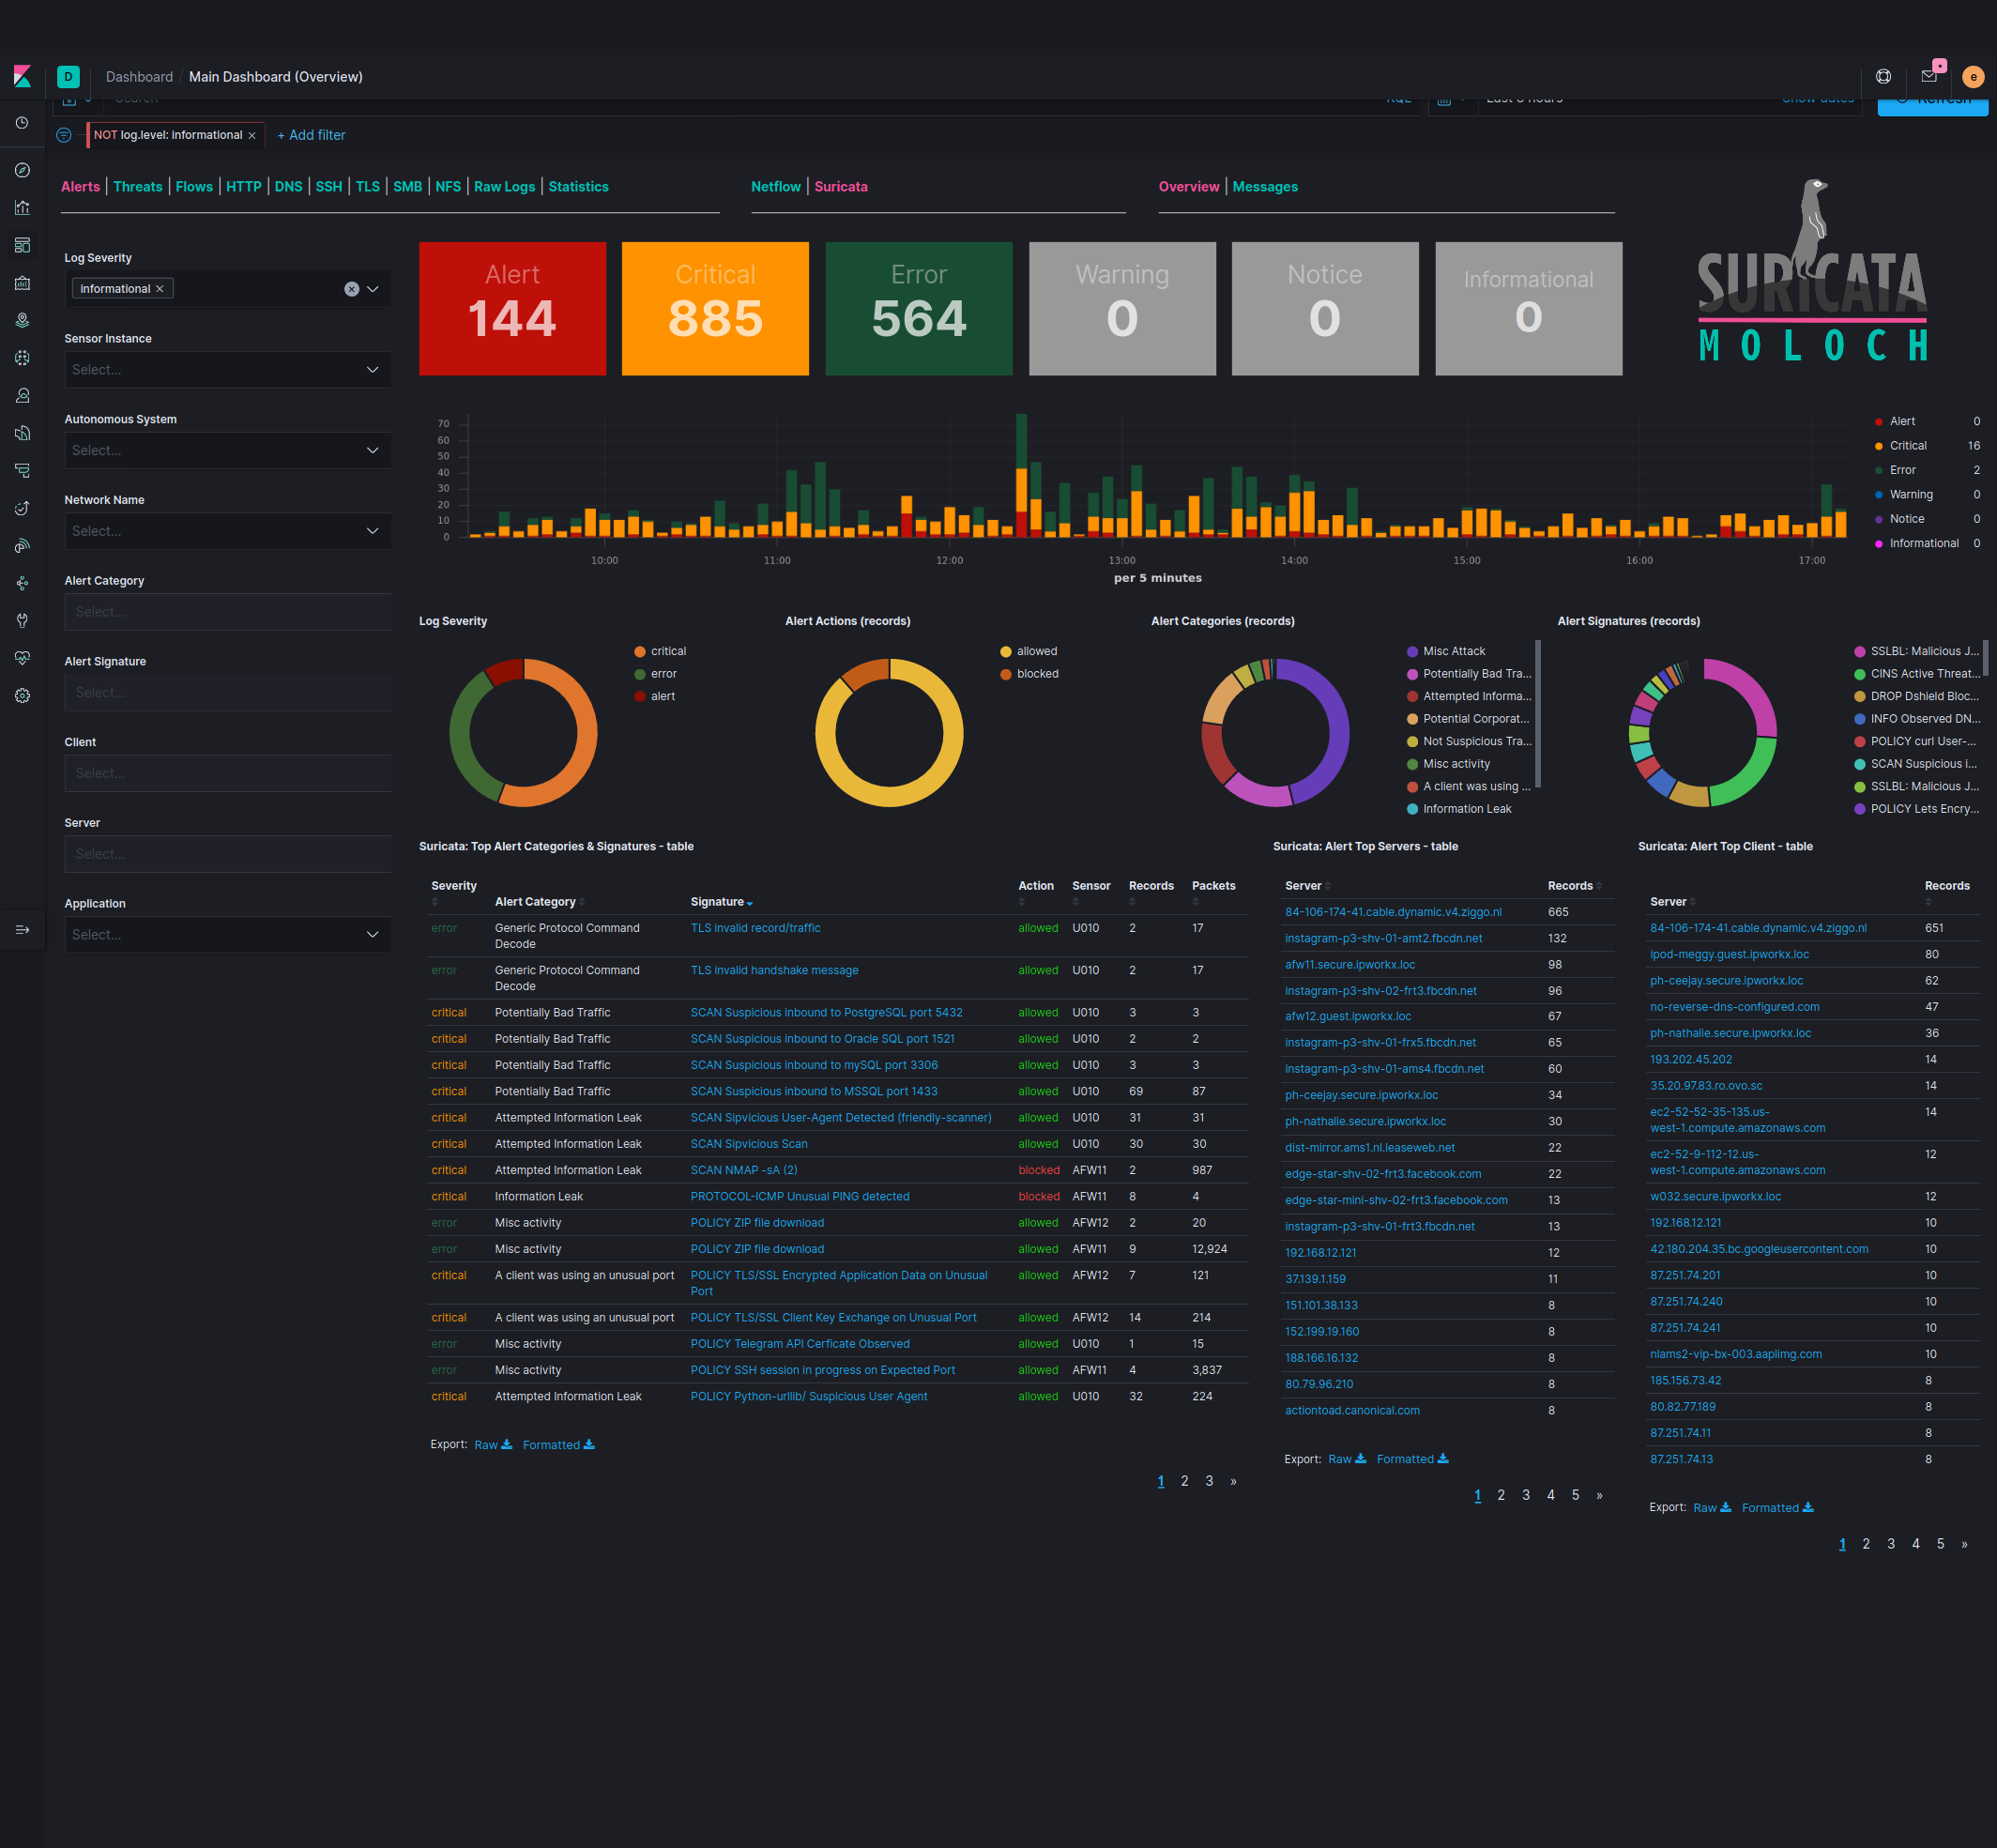 D
Dashboard / Main Dashboard (Overview)
e
Search
KQL
Show dates
Refresh
NOT log.level: informational ×
+ Add filter
Alerts | Threats | Flows | HTTP | DNS | SSH | TLS | SMB | NFS | Raw Logs | Statistics
Netflow | Suricata
Overview | Messages
SURICATA
MOLOCH
Log Severity
informational ×
Sensor Instance
Select...
Autonomous System
Select...
Network Name
Select...
Alert Category
Select...
Alert Signature
Select...
Client
Select...
Server
Select...
Application
Select...
Alert
144
Critical
885
Error
564
Warning
0
Notice
0
Informational
0
70
60
50
40
30
20
10
0
10:00 11:00 12:00 13:00 14:00 15:00 16:00 17:00
per 5 minutes
Alert 0
Critical 16
Error 2
Warning 0
Notice 0
Informational 0
Log Severity
critical
error
alert
Alert Actions (records)
allowed
blocked
Alert Categories (records)
Misc Attack
Potentially Bad Tra...
Attempted Informa...
Potential Corporat...
Not Suspicious Tra...
Misc activity
A client was using ...
Information Leak
Alert Signatures (records)
SSLBL: Malicious J...
CINS Active Threat...
DROP Dshield Bloc...
INFO Observed DN...
POLICY curl User-...
SCAN Suspicious i...
SSLBL: Malicious J...
POLICY Lets Encry...
Suricata: Top Alert Categories & Signatures - table
Severity Alert Category Signature Action Sensor Records Packets
error Generic Protocol Command Decode TLS invalid record/traffic allowed U010 2 17
error Generic Protocol Command Decode TLS invalid handshake message allowed U010 2 17
critical Potentially Bad Traffic SCAN Suspicious inbound to PostgreSQL port 5432 allowed U010 3 3
critical Potentially Bad Traffic SCAN Suspicious inbound to Oracle SQL port 1521 allowed U010 2 2
critical Potentially Bad Traffic SCAN Suspicious inbound to mySQL port 3306 allowed U010 3 3
critical Potentially Bad Traffic SCAN Suspicious inbound to MSSQL port 1433 allowed U010 69 87
critical Attempted Information Leak SCAN Sipvicious User-Agent Detected (friendly-scanner) allowed U010 31 31
critical Attempted Information Leak SCAN Sipvicious Scan allowed U010 30 30
critical Attempted Information Leak SCAN NMAP -sA (2) blocked AFW11 2 987
critical Information Leak PROTOCOL-ICMP Unusual PING detected blocked AFW11 8 4
error Misc activity POLICY ZIP file download allowed AFW12 2 20
error Misc activity POLICY ZIP file download allowed AFW11 9 12,924
critical A client was using an unusual port POLICY TLS/SSL Encrypted Application Data on Unusual Port allowed AFW12 7 121
critical A client was using an unusual port POLICY TLS/SSL Client Key Exchange on Unusual Port allowed AFW12 14 214
error Misc activity POLICY Telegram API Cerficate Observed allowed U010 1 15
error Misc activity POLICY SSH session in progress on Expected Port allowed AFW11 4 3,837
critical Attempted Information Leak POLICY Python-urllib/ Suspicious User Agent allowed U010 32 224
Export: Raw Formatted
1 2 3 »
Suricata: Alert Top Servers - table
Server Records
84-106-174-41.cable.dynamic.v4.ziggo.nl 665
instagram-p3-shv-01-amt2.fbcdn.net 132
afw11.secure.ipworkx.loc 98
instagram-p3-shv-02-frt3.fbcdn.net 96
afw12.guest.ipworkx.loc 67
instagram-p3-shv-01-frx5.fbcdn.net 65
instagram-p3-shv-01-ams4.fbcdn.net 60
ph-ceejay.secure.ipworkx.loc 34
ph-nathalie.secure.ipworkx.loc 30
dist-mirror.ams1.nl.leaseweb.net 22
edge-star-shv-02-frt3.facebook.com 22
edge-star-mini-shv-02-frt3.facebook.com 13
instagram-p3-shv-01-frt3.fbcdn.net 13
192.168.12.121 12
37.139.1.159 11
151.101.38.133 8
152.199.19.160 8
188.166.16.132 8
80.79.96.210 8
actiontoad.canonical.com 8
Export: Raw Formatted
1 2 3 4 5 »
Suricata: Alert Top Client - table
Server Records
84-106-174-41.cable.dynamic.v4.ziggo.nl 651
ipod-meggy.guest.ipworkx.loc 80
ph-ceejay.secure.ipworkx.loc 62
no-reverse-dns-configured.com 47
ph-nathalie.secure.ipworkx.loc 36
193.202.45.202 14
35.20.97.83.ro.ovo.sc 14
ec2-52-52-35-135.us-west-1.compute.amazonaws.com 14
ec2-52-9-112-12.us-west-1.compute.amazonaws.com 12
w032.secure.ipworkx.loc 12
192.168.12.121 10
42.180.204.35.bc.googleusercontent.com 10
87.251.74.201 10
87.251.74.240 10
87.251.74.241 10
nlams2-vip-bx-003.aaplimg.com 10
185.156.73.42 8
80.82.77.189 8
87.251.74.11 8
87.251.74.13 8
Export: Raw Formatted
1 2 3 4 5 »